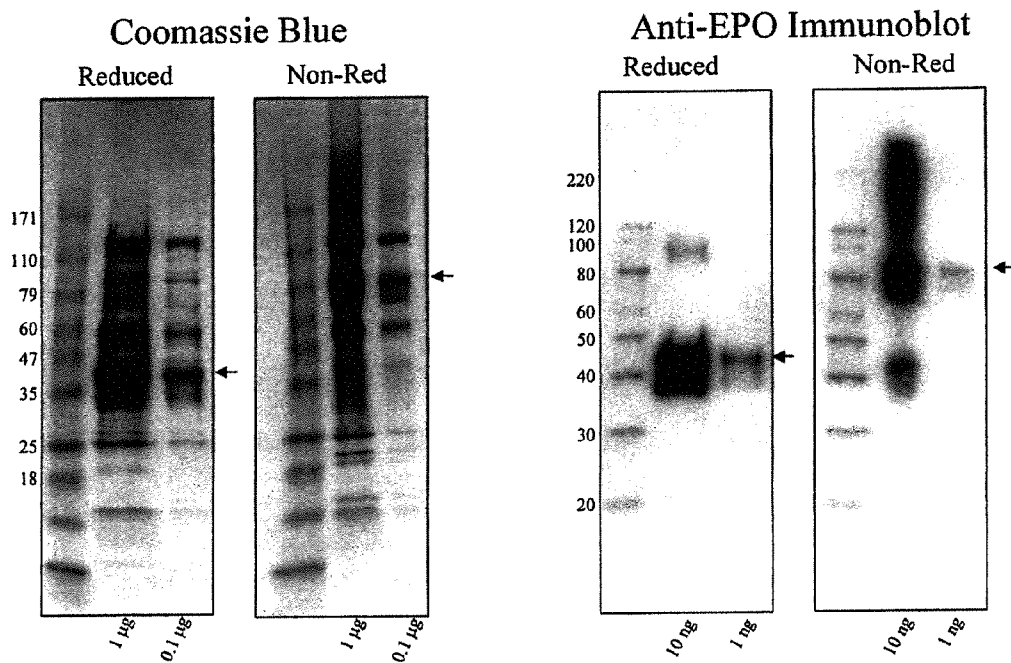 Coomassie Blue
Reduced
Non-Red
171
110
79
60
47
35
25
18
1 µg
0.1 µg
1 µg
0.1 µg
Anti-EPO Immunoblot
Reduced
Non-Red
220
120
100
80
60
50
40
30
20
10 ng
1 ng
10 ng
1 ng